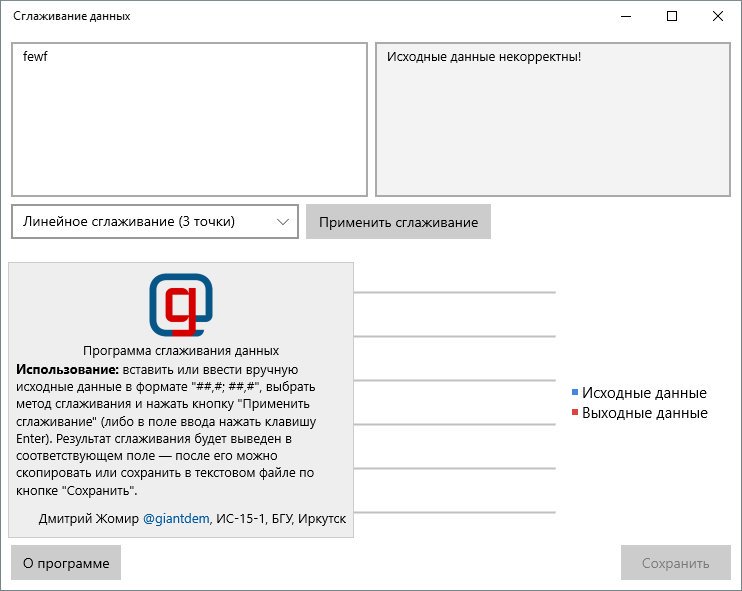 Сглаживание данных
fewf
Исходные данные некорректны!
Линейное сглаживание (3 точки)
Применить сглаживание
Программа сглаживания данных
Использование: вставить или ввести вручную
исходные данные в формате "##,#; ##,#", выбрать
метод сглаживания и нажать кнопку "Применить
сглаживание" (либо в поле ввода нажать клавишу
Enter). Результат сглаживания будет выведен в
соответствующем поле — после его можно
скопировать или сохранить в текстовом файле по
кнопке "Сохранить".
Дмитрий Жомир @giantdem, ИС-15-1, БГУ, Иркутск
Исходные данные
Выходные данные
О программе
Сохранить